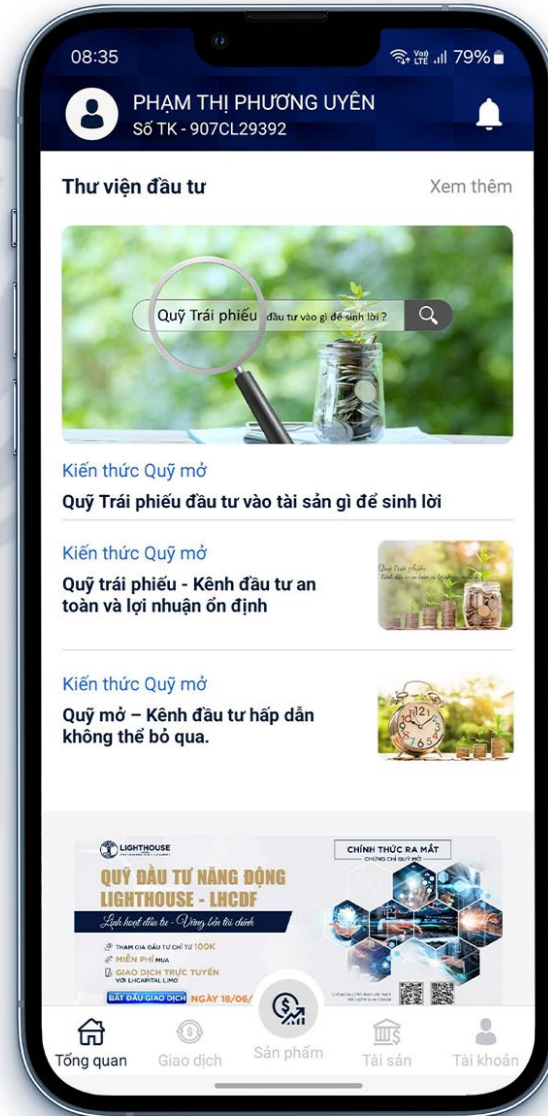 08:35
Vo))
LTE
79%
PHẠM THỊ PHƯƠNG UYÊN
Số TK - 907CL29392
Thư viện đầu tư
Xem thêm
Quỹ Trái phiếu đầu tư vào gì để sinh lời ?
Kiến thức Quỹ mở
Quỹ Trái phiếu đầu tư vào tài sản gì để sinh lời
Kiến thức Quỹ mở
Quỹ trái phiếu - Kênh đầu tư an
toàn và lợi nhuận ổn định
Quỹ trái phiếu
Kiến thức Quỹ mở
Quỹ mở – Kênh đầu tư hấp dẫn
không thể bỏ qua.
LIGHTHOUSE
QUỸ ĐẦU TƯ NĂNG ĐỘNG
LIGHTHOUSE - LHCDF
Linh hoạt đầu tư - Vững bền tài chính
THAM GIA ĐẦU TƯ CHỈ TỪ 100K
MIỄN PHÍ MUA
GIAO DỊCH TRỰC TUYẾN
VỚI LHCAPITAL LIMO
BẮT ĐẦU GIAO DỊCH NGÀY 18/06/
CHÍNH THỨC RA MẮT
CHỨNG CHỈ QUỸ MỞ
Tổng quan
Giao dịch
Sản phẩm
Tài sản
Tài khoản